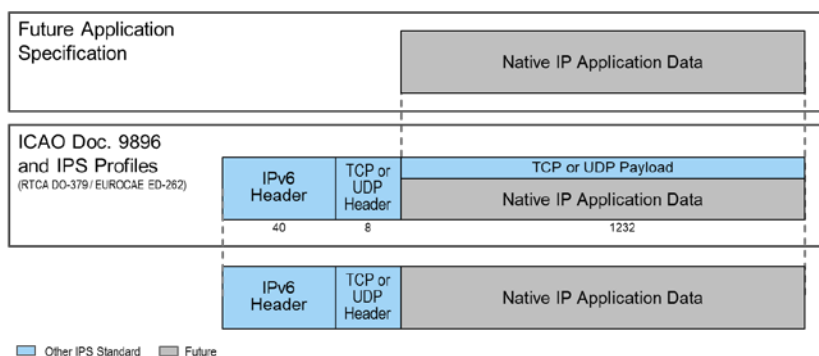 Future Application
Specification
Native IP Application Data
ICAO Doc. 9896
and IPS Profiles
(RTCA DO-379 / EUROCAE ED-262)
IPv6
Header
TCP or
UDP
Header
TCP or UDP Payload
Native IP Application Data
40
8
1232
IPv6
Header
TCP or
UDP
Header
Native IP Application Data
Other IPS Standard
Future